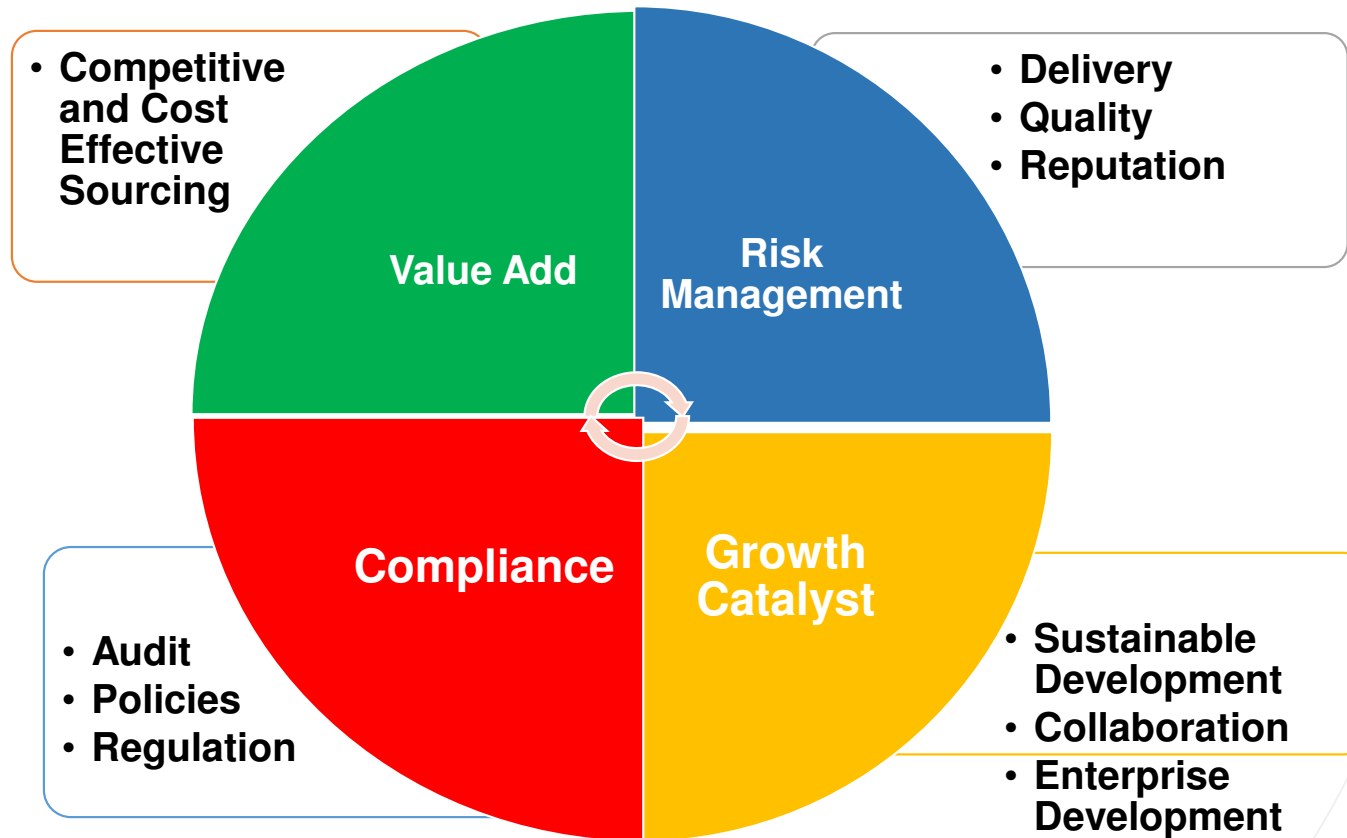 • Competitive
and Cost
Effective
Sourcing
Value Add
• Delivery
• Quality
• Reputation
Risk
Management
Compliance
• Audit
• Policies
• Regulation
Growth
Catalyst
• Sustainable
Development
• Collaboration
• Enterprise
Development